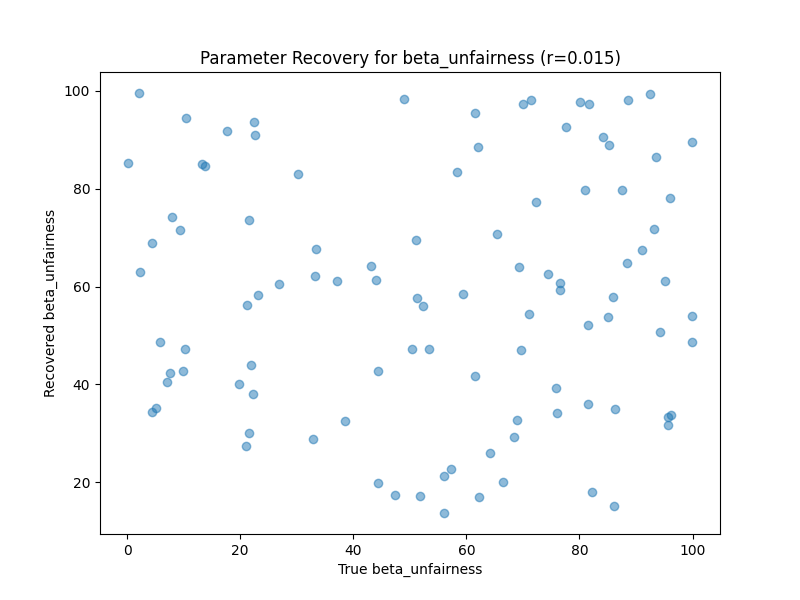 Parameter Recovery for beta_unfairness (r=0.015)
100
80
60
40
20
Recovered beta_unfairness
0 20 40 60 80 100
True beta_unfairness